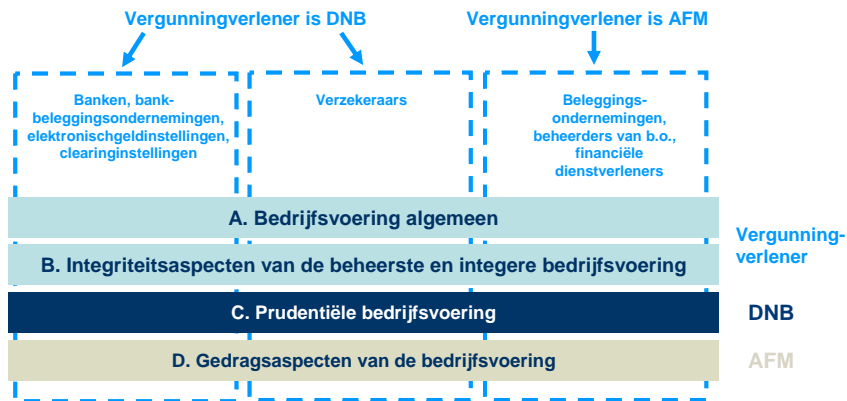 Vergunningverlener is DNB
Vergunningverlener is AFM
Banken, bank-
beleggingsondernemingen,
elektronischgeldinstellingen,
clearinginstellingen
Verzekeraars
Beleggings-
ondernemingen,
beheerders van b.o.,
financiële
dienstverleners
A. Bedrijfsvoering algemeen
B. Integriteitsaspecten van de beheerste en integere bedrijfsvoering
Vergunning-
verlener
C. Prudentiële bedrijfsvoering
DNB
D. Gedragsaspecten van de bedrijfsvoering
AFM